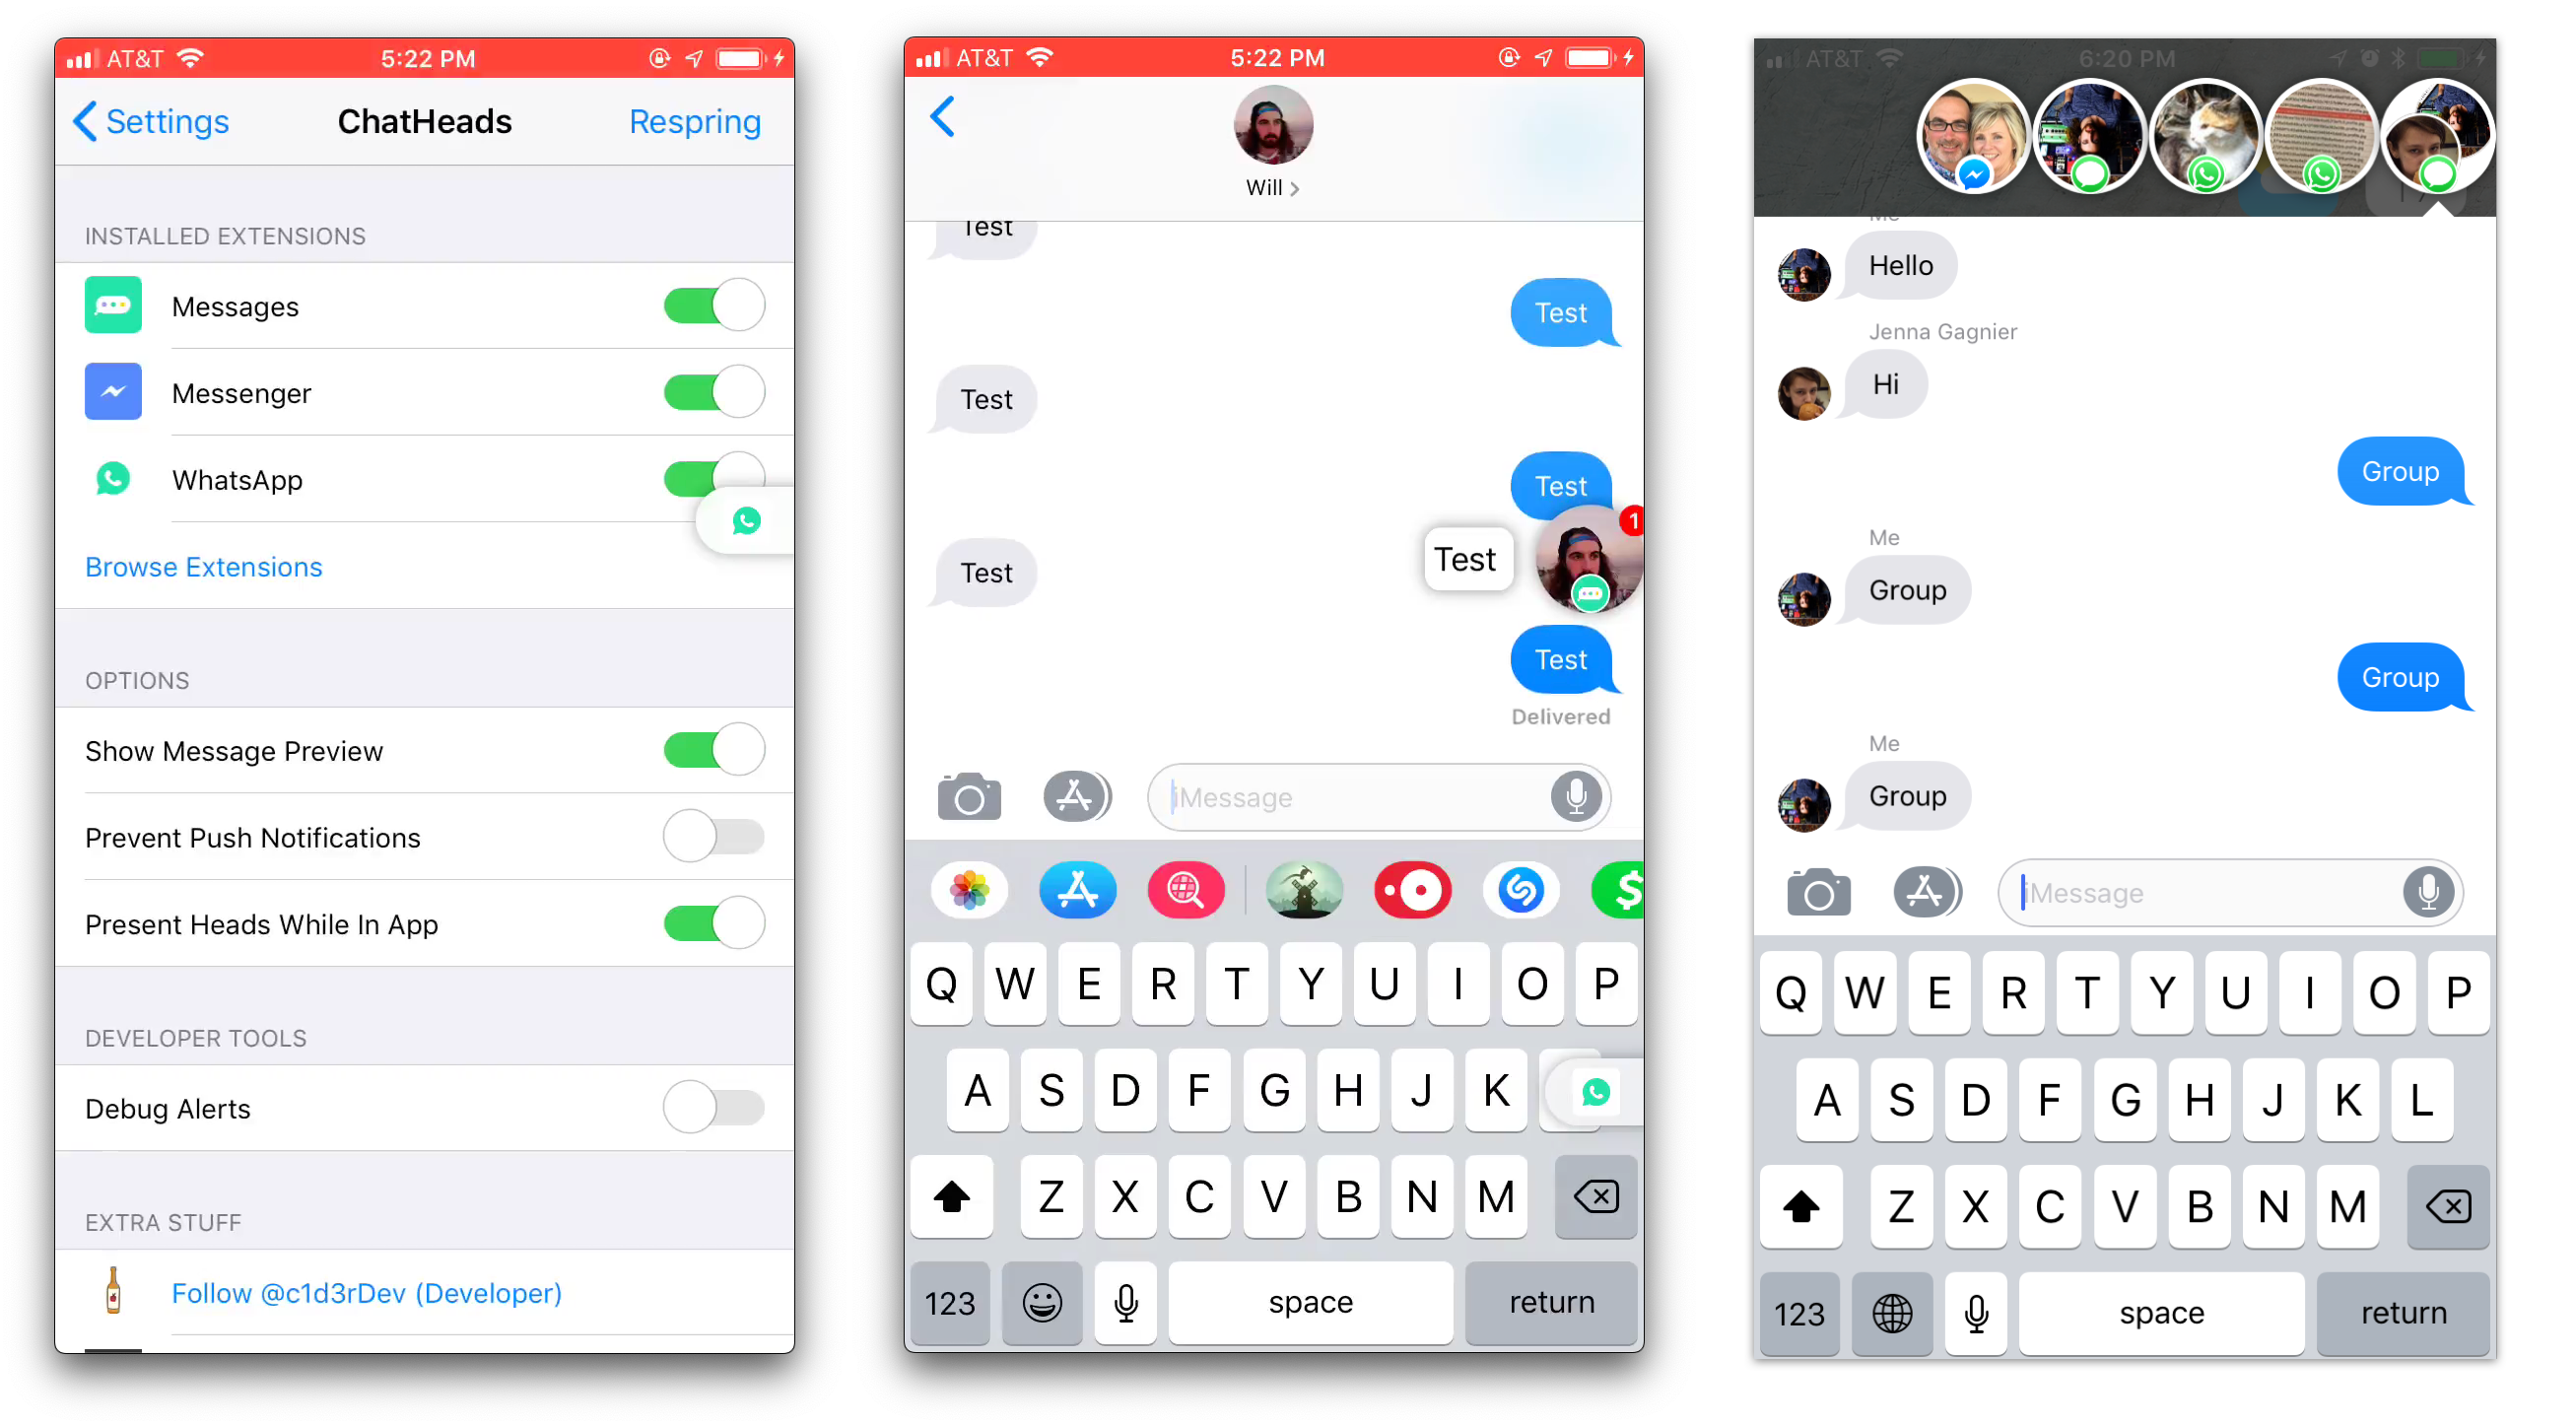 AT&T 5:22 PM
Settings ChatHeads Respring
INSTALLED EXTENSIONS
Messages
Messenger
WhatsApp
Browse Extensions
OPTIONS
Show Message Preview
Prevent Push Notifications
Present Heads While In App
DEVELOPER TOOLS
Debug Alerts
EXTRA STUFF
Follow @c1d3rDev (Developer)
AT&T 5:22 PM
Will
Test
Test
Test
Test
1
Test
Test
Test
Delivered
iMessage
$
Q W E R T Y U I O P
A S D F G H J K
Z X C V B N M
123 space return
AT&T 6:20 PM
Me
Hello
Jenna Gagnier
Hi
Group
Me
Group
Group
Me
Group
iMessage
Q W E R T Y U I O P
A S D F G H J K L
Z X C V B N M
123 space return